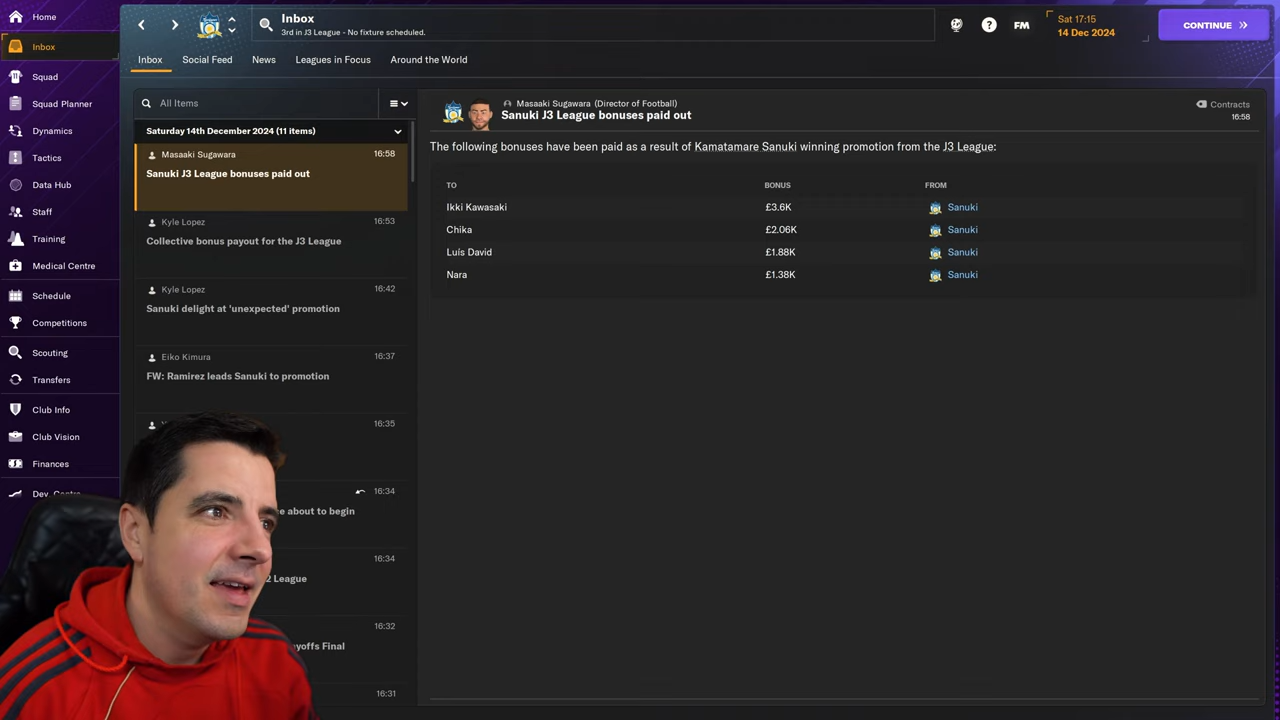 Home
Inbox
Squad
Squad Planner
Dynamics
Tactics
Data Hub
Staff
Training
Medical Centre
Schedule
Competitions
Scouting
Transfers
Club Info
Club Vision
Finances
Inbox
3rd in J3 League - No fixture scheduled.
FM
Sat 17:15
14 Dec 2024
CONTINUE
Inbox
Social Feed
News
Leagues in Focus
Around the World
All Items
Saturday 14th December 2024 (11 items)
Masaaki Sugawara 16:58
Sanuki J3 League bonuses paid out
Kyle Lopez 16:53
Collective bonus payout for the J3 League
Kyle Lopez 16:42
Sanuki delight at 'unexpected' promotion
Eiko Kimura 16:37
FW: Ramirez leads Sanuki to promotion
16:35
16:34
about to begin
16:34
League
16:32
Final
16:31
Masaaki Sugawara (Director of Football)
Sanuki J3 League bonuses paid out
Contracts
16:58
The following bonuses have been paid as a result of Kamatamare Sanuki winning promotion from the J3 League:
TO BONUS FROM
Ikki Kawasaki £3.6K Sanuki
Chika £2.06K Sanuki
Luís David £1.88K Sanuki
Nara £1.38K Sanuki